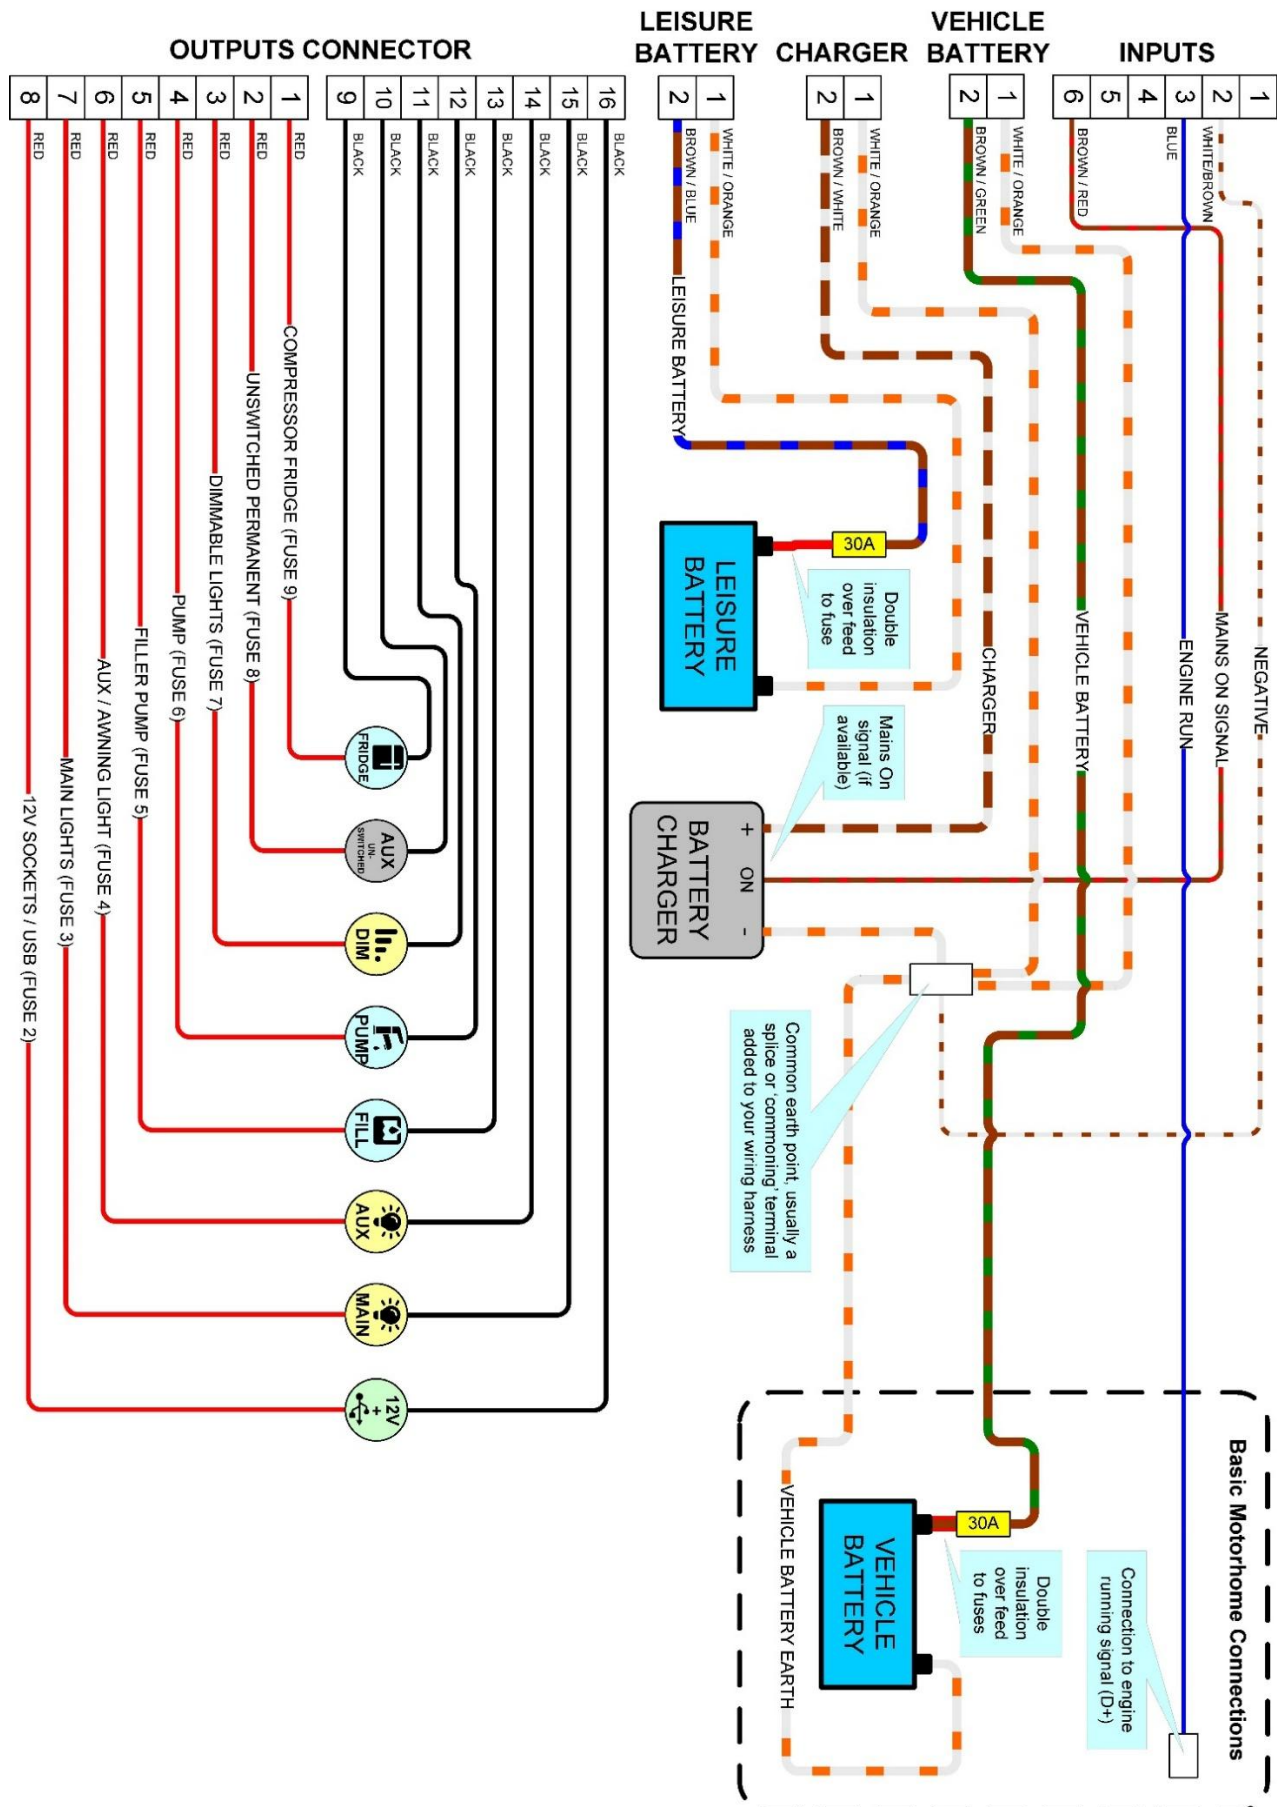 OUTPUTS CONNECTOR
LEISURE
BATTERY
CHARGER
VEHICLE
BATTERY
INPUTS
8
7
6
5
4
3
2
1
9
10
11
12
13
14
15
16
2
1
2
1
2
1
6
5
4
3
2
1
RED
RED
RED
RED
RED
RED
RED
RED
BLACK
BLACK
BLACK
BLACK
BLACK
BLACK
BLACK
BLACK
BROWN / BLUE
WHITE / ORANGE
BROWN / WHITE
WHITE / ORANGE
BROWN / GREEN
WHITE / ORANGE
BROWN / RED
BLUE
WHITE/BROWN
COMPRESSOR FRIDGE (FUSE 9)
UNSWITCHED PERMANENT (FUSE 8)
DIMMABLE LIGHTS (FUSE 7)
PUMP (FUSE 6)
FILLER PUMP (FUSE 5)
AUX / AWNING LIGHT (FUSE 4)
MAIN LIGHTS (FUSE 3)
12V SOCKETS / USB (FUSE 2)
FRIDGE
AUX
UN-
SWITCHED
DIM
PUMP
FILL
AUX
MAIN
12V
+
LEISURE BATTERY
30A
LEISURE
BATTERY
Double
insulation
over feed
to fuse
CHARGER
VEHICLE BATTERY
ENGINE RUN
MAINS ON SIGNAL
NEGATIVE
Mains On
signal (if
available)
+ ON -
BATTERY
CHARGER
Common earth point, usually a
splice or ‘commoning’ terminal
added to your wiring harness
Basic Motorhome Connections
VEHICLE BATTERY EARTH
30A
VEHICLE
BATTERY
Double
insulation
over feed
to fuses
Connection to engine
running signal (D+)